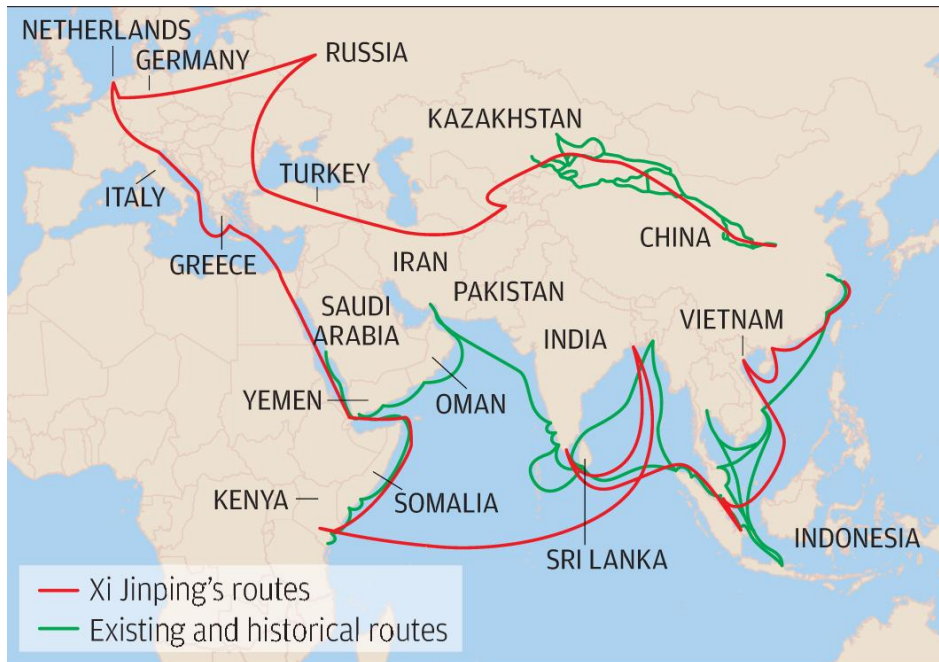 NETHERLANDS
GERMANY
RUSSIA
KAZAKHSTAN
ITALY
TURKEY
GREECE
CHINA
IRAN
PAKISTAN
SAUDI
ARABIA
INDIA
VIETNAM
YEMEN
OMAN
KENYA
SOMALIA
SRI LANKA
INDONESIA
Xi Jinping's routes
Existing and historical routes